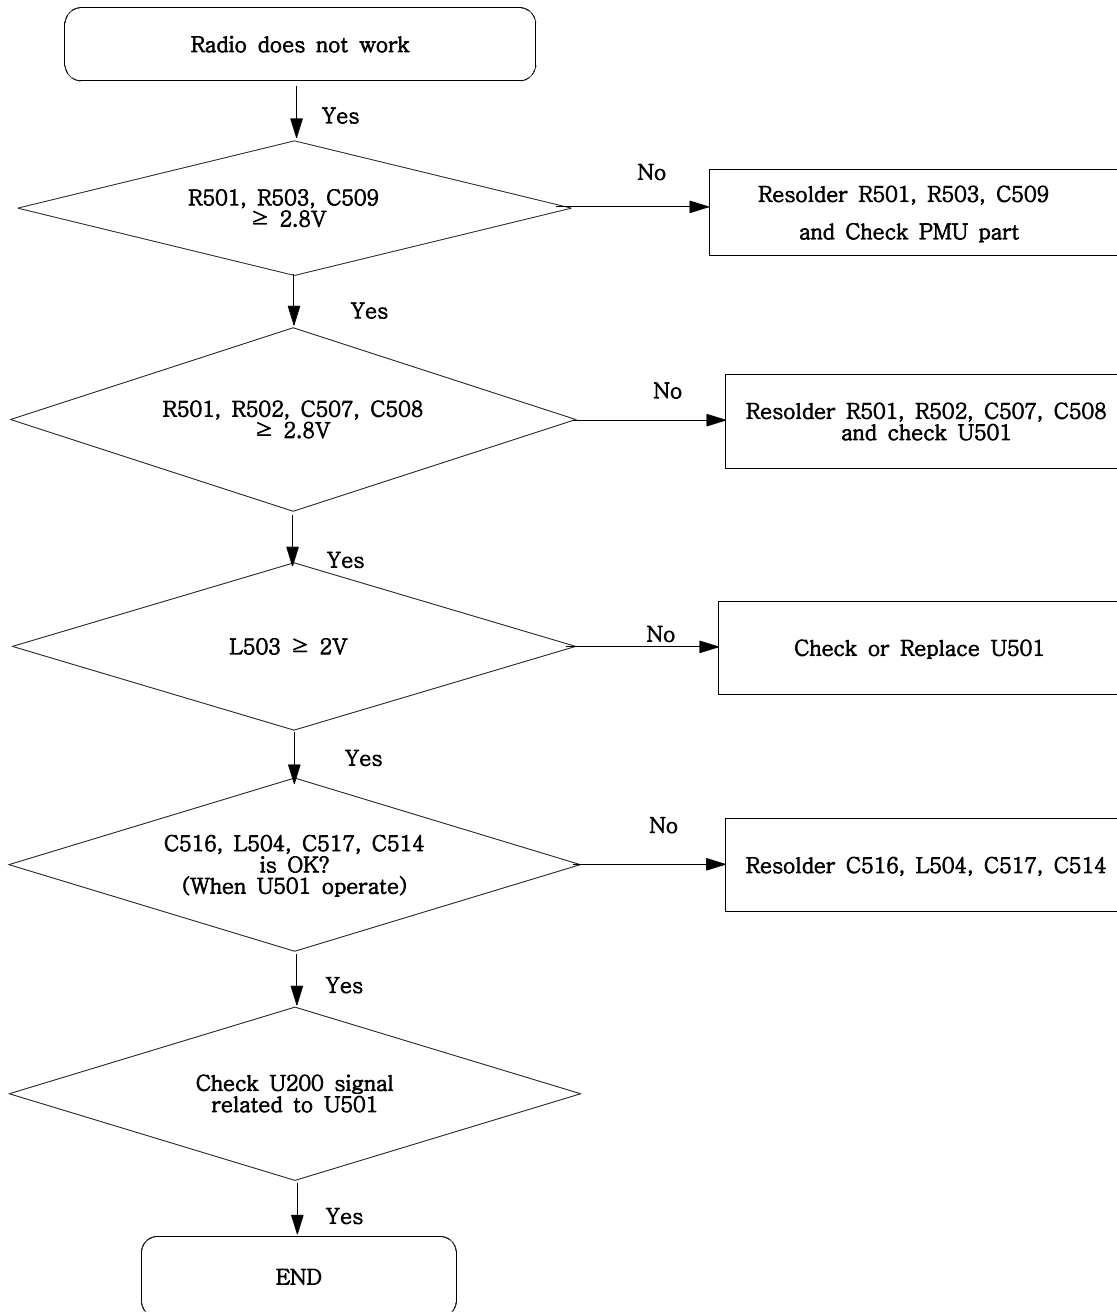 Radio does not work
Yes
R501, R503, C509
≥ 2.8V
No
Resolder R501, R503, C509
and Check PMU part
Yes
R501, R502, C507, C508
≥ 2.8V
No
Resolder R501, R502, C507, C508
and check U501
Yes
L503 ≥ 2V
No
Check or Replace U501
Yes
C516, L504, C517, C514
is OK?
(When U501 operate)
No
Resolder C516, L504, C517, C514
Yes
Check U200 signal
related to U501
Yes
END